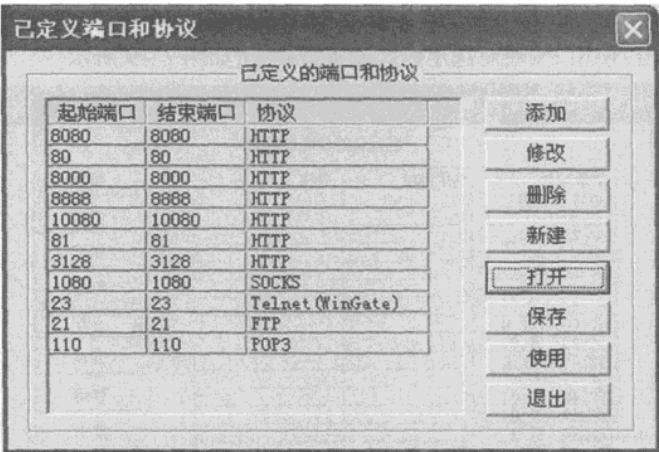 已定义端口和协议
已定义的端口和协议
起始端口 结束端口 协议
8080 8080 HTTP
80 80 HTTP
8000 8000 HTTP
8888 8888 HTTP
10080 10080 HTTP
81 81 HTTP
3128 3128 HTTP
1080 1080 SOCKS
23 23 Telnet(WinGate)
21 21 FTP
110 110 POP3
添加
修改
删除
新建
打开
保存
使用
退出